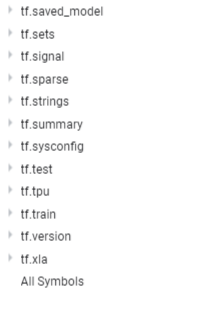 tf.saved_model
tf.sets
tf.signal
tf.sparse
tf.strings
tf.summary
tf.sysconfig
tf.test
tf.tpu
tf.train
tf.version
tf.xla
All Symbols